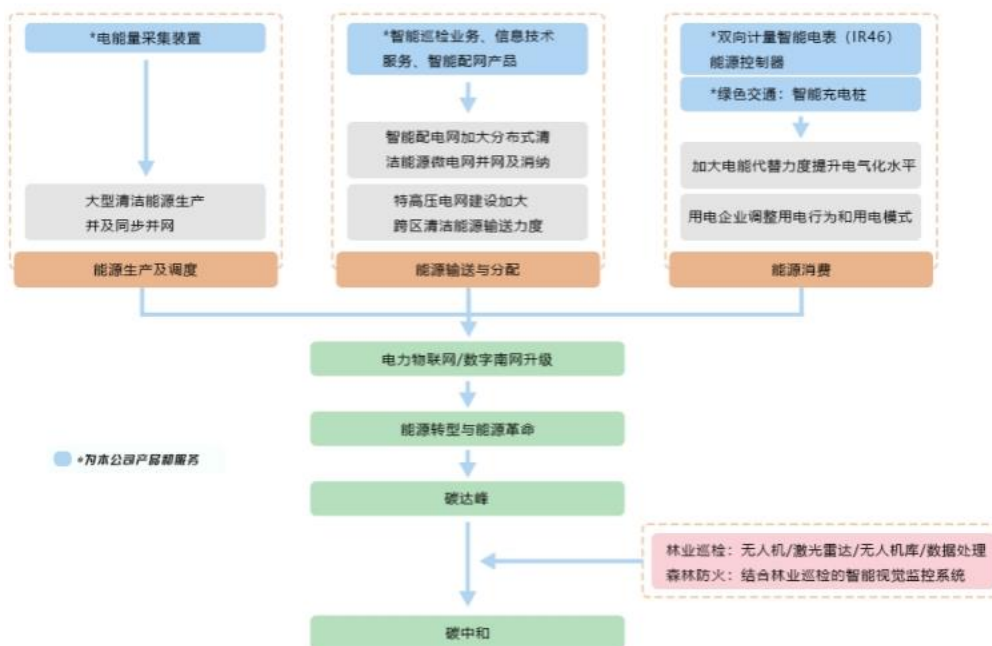 *电能量采集装置
大型清洁能源生产
并及同步并网
能源生产及调度
*智能巡检业务、信息技术
服务、智能配网产品
智能配电网加大分布式清
洁能源微电网并网及消纳
特高压电网建设加大
跨区清洁能源输送力度
能源输送与分配
*双向计量智能电表（IR46）
能源控制器
*绿色交通：智能充电桩
加大电能代替力度提升电气化水平
用电企业调整用电行为和用电模式
能源消费
电力物联网/数字南网升级
能源转型与能源革命
*为本公司产品和服务
碳达峰
林业巡检：无人机/激光雷达/无人机库/数据处理
森林防火：结合林业巡检的智能视觉监控系统
碳中和